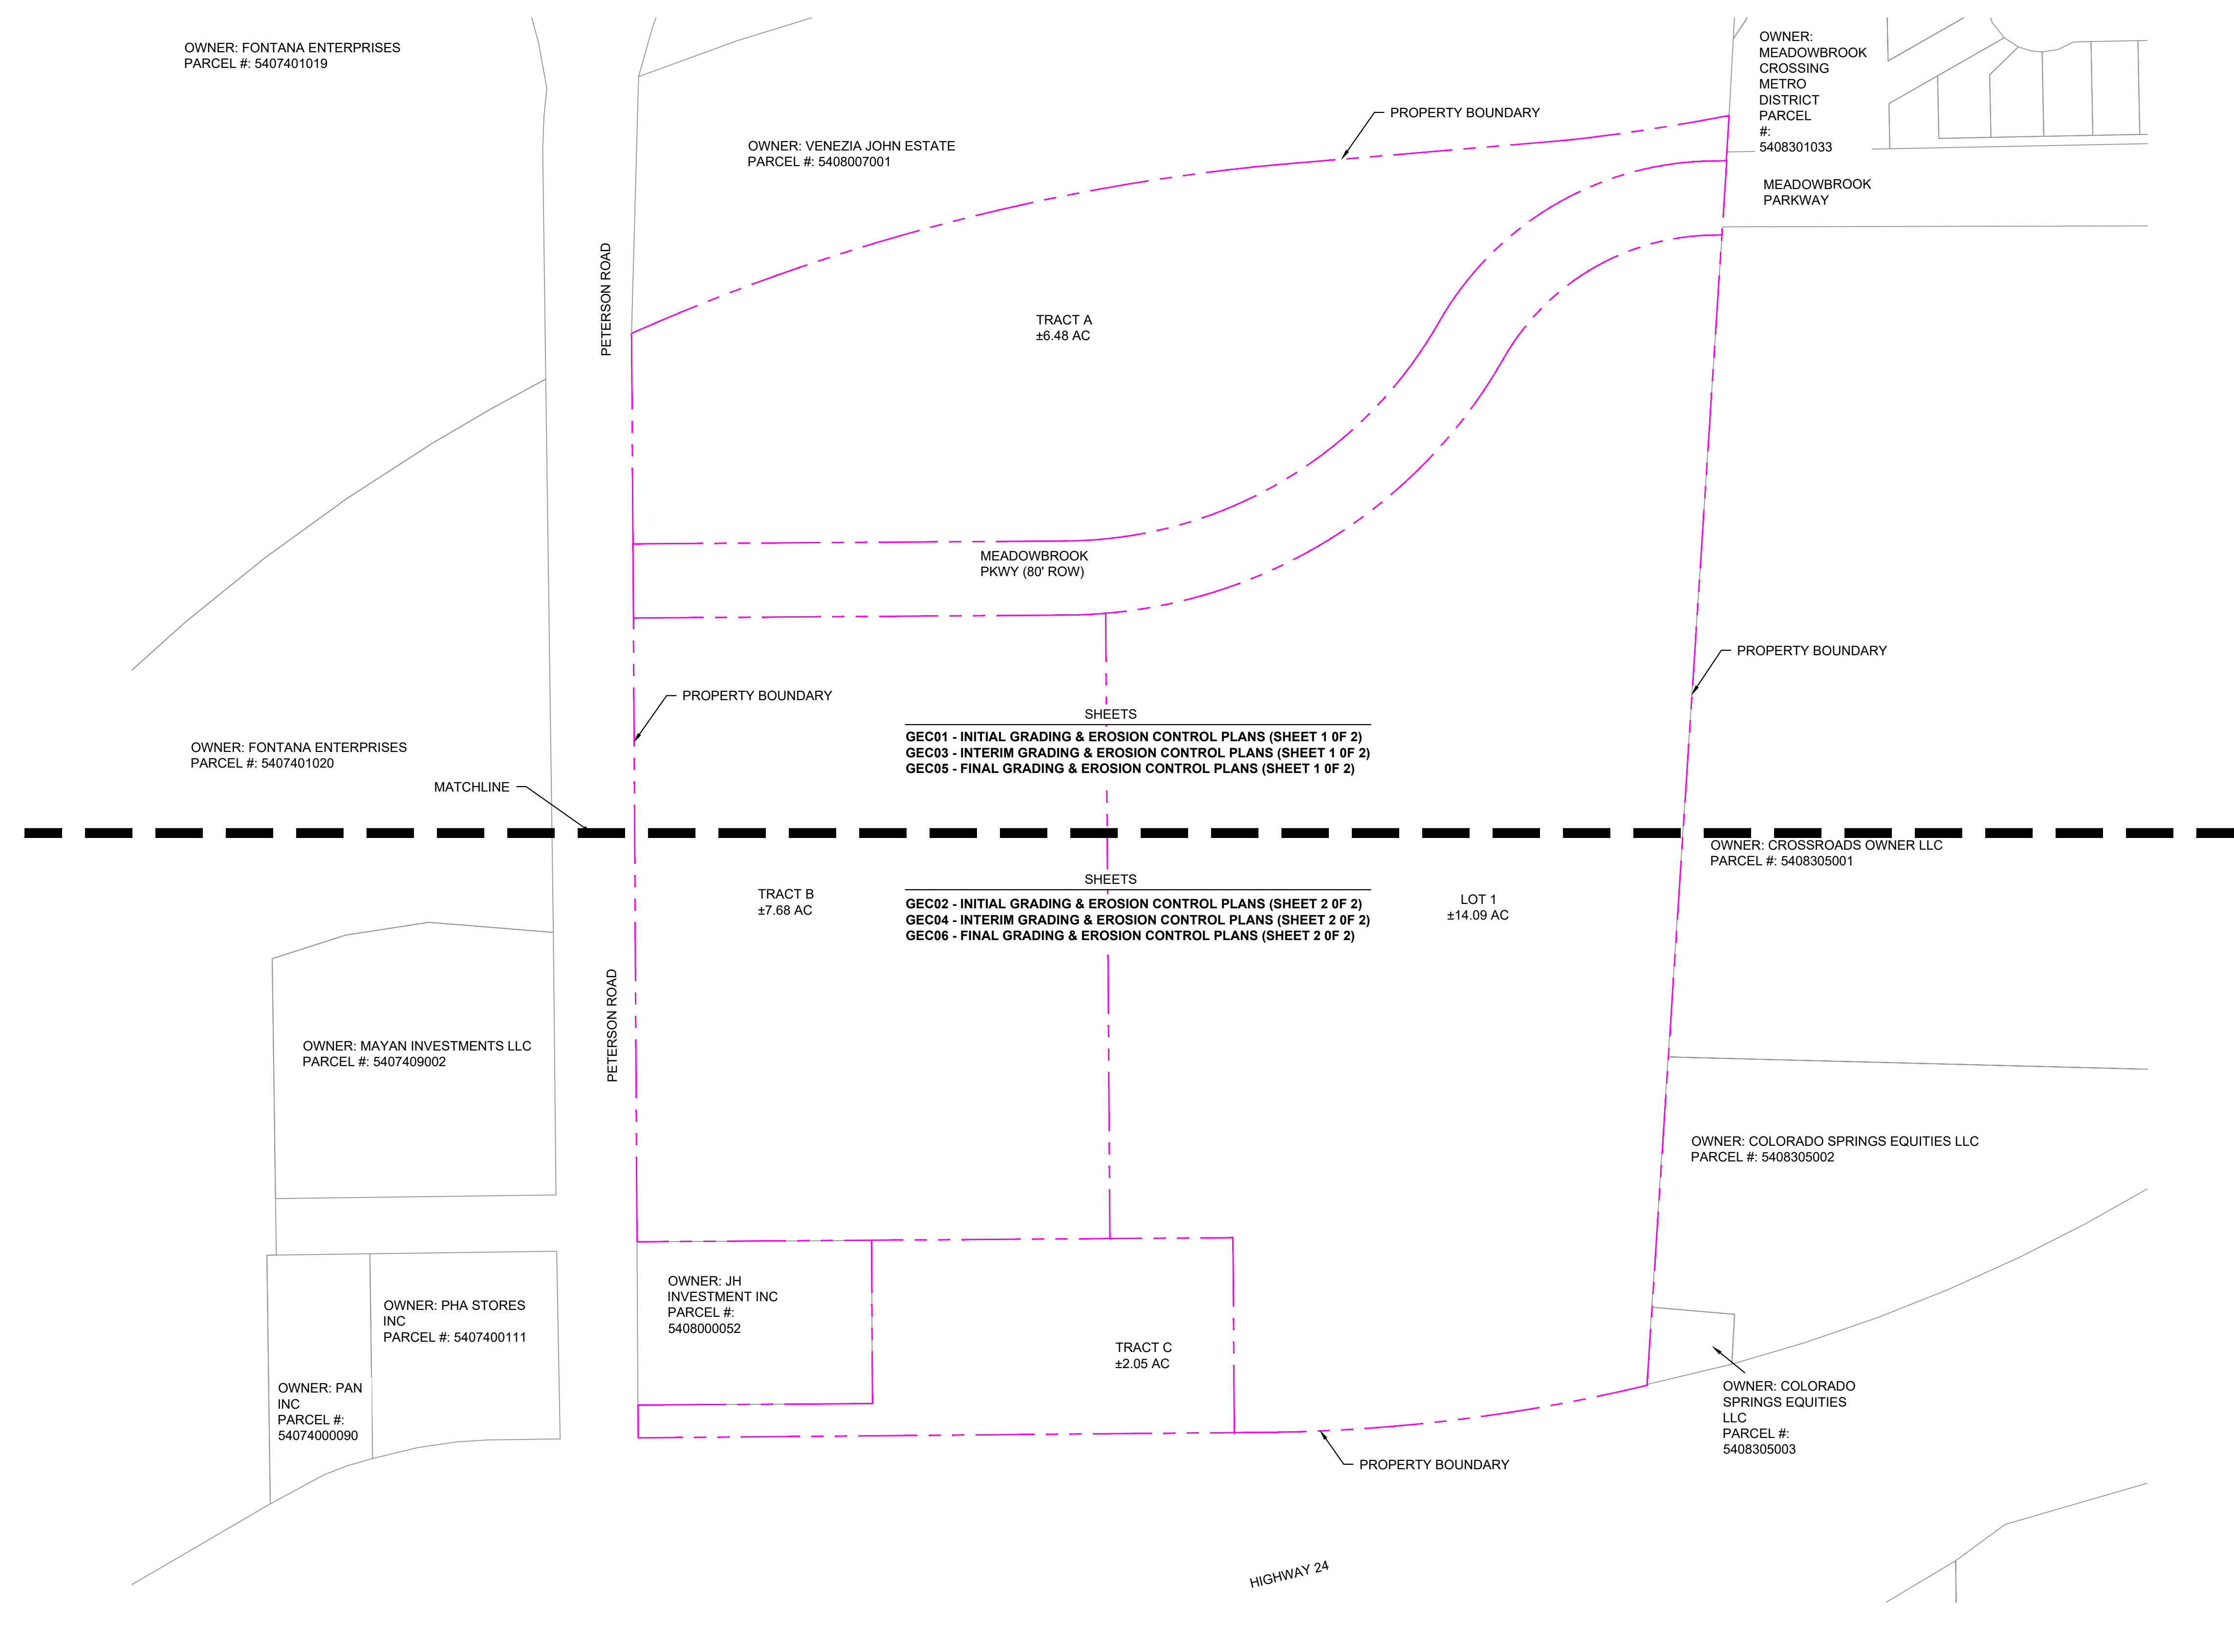 OWNER: FONTANA ENTERPRISES
PARCEL #: 5407401019
OWNER:
MEADOWBROOK
CROSSING
METRO
DISTRICT
PARCEL
#:
5408301033
PROPERTY BOUNDARY
OWNER: VENEZIA JOHN ESTATE
PARCEL #: 5408007001
MEADOWBROOK
PARKWAY
PETERSON ROAD
TRACT A
±6.48 AC
MEADOWBROOK
PKWY (80' ROW)
PROPERTY BOUNDARY
PROPERTY BOUNDARY
SHEETS
GEC01 - INITIAL GRADING & EROSION CONTROL PLANS (SHEET 1 0F 2)
GEC03 - INTERIM GRADING & EROSION CONTROL PLANS (SHEET 1 0F 2)
GEC05 - FINAL GRADING & EROSION CONTROL PLANS (SHEET 1 0F 2)
OWNER: FONTANA ENTERPRISES
PARCEL #: 5407401020
MATCHLINE
OWNER: CROSSROADS OWNER LLC
PARCEL #: 5408305001
TRACT B
±7.68 AC
SHEETS
GEC02 - INITIAL GRADING & EROSION CONTROL PLANS (SHEET 2 0F 2)
GEC04 - INTERIM GRADING & EROSION CONTROL PLANS (SHEET 2 0F 2)
GEC06 - FINAL GRADING & EROSION CONTROL PLANS (SHEET 2 0F 2)
LOT 1
±14.09 AC
PETERSON ROAD
OWNER: MAYAN INVESTMENTS LLC
PARCEL #: 5407409002
OWNER: COLORADO SPRINGS EQUITIES LLC
PARCEL #: 5408305002
OWNER: JH
INVESTMENT INC
PARCEL #:
5408000052
OWNER: PHA STORES
INC
PARCEL #: 5407400111
TRACT C
±2.05 AC
OWNER: PAN
INC
PARCEL #:
54074000090
OWNER: COLORADO
SPRINGS EQUITIES
LLC
PARCEL #:
5408305003
PROPERTY BOUNDARY
HIGHWAY 24